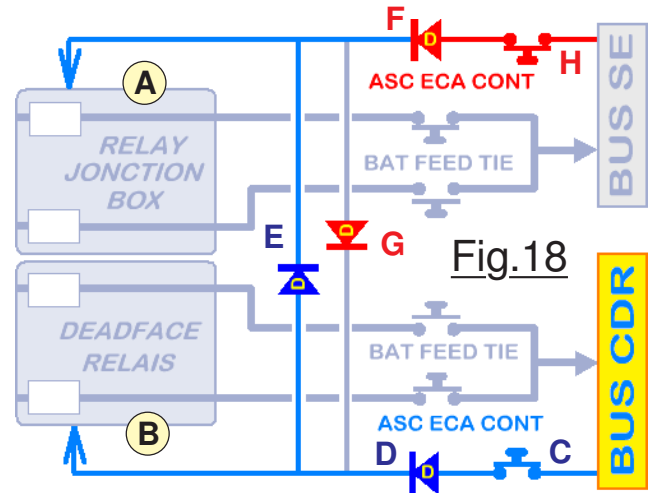 F
H
A
ASC ECA CONT
RELAY
JONCTION
BOX
BAT FEED TIE
BUS SE
E
D
G
Fig.18
D
D
DEADFACE
RELAIS
BAT FEED TIE
BUS CDR
B
ASC ECA CONT
D
D
C
D